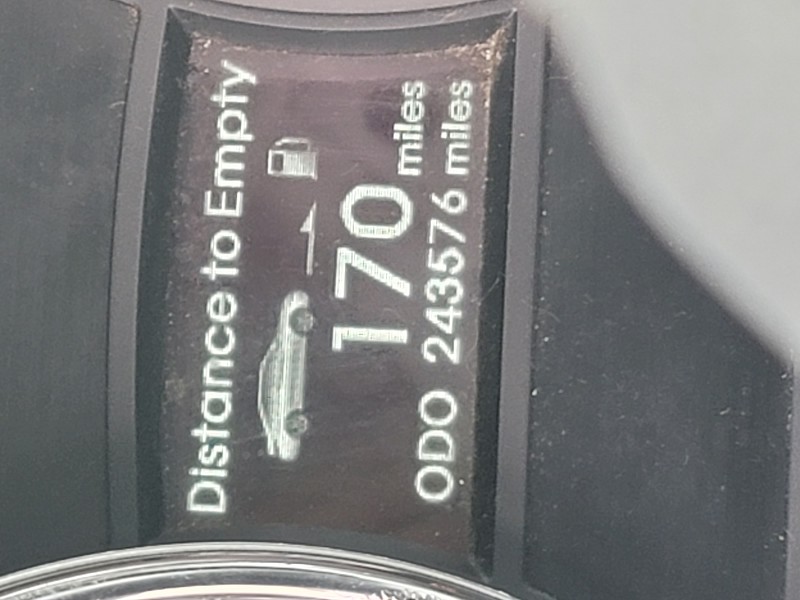 Distance to Empty
170 miles
ODO 243576 miles